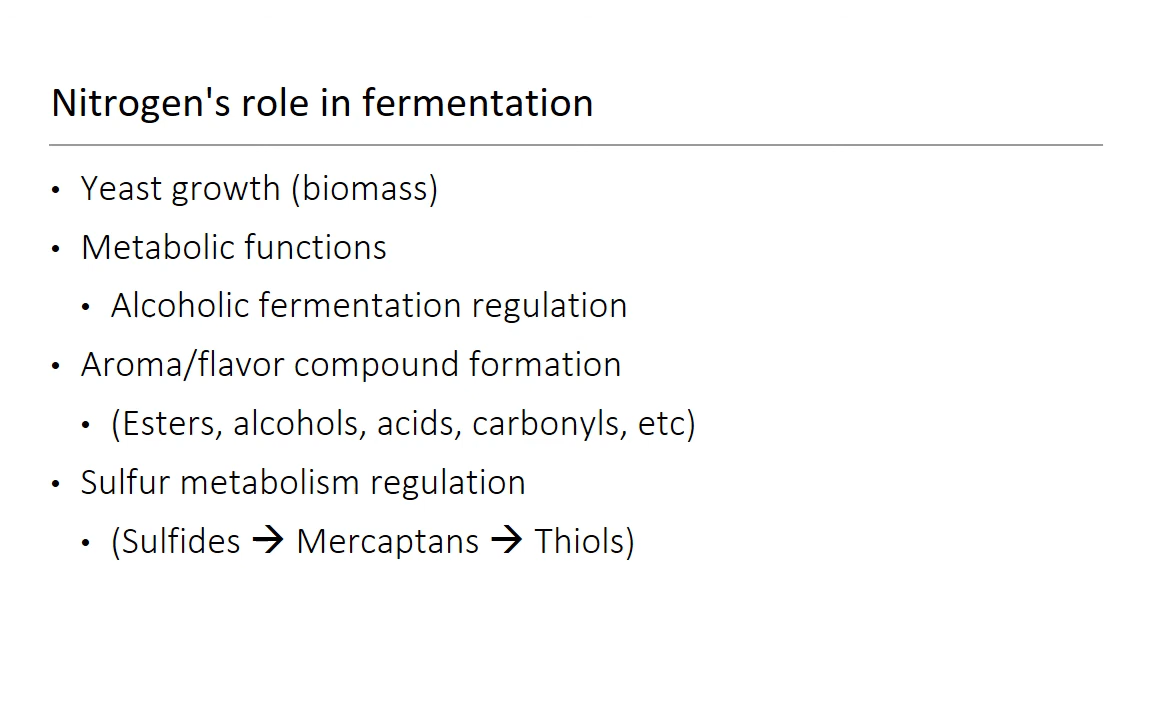 Nitrogen's role in fermentation
• Yeast growth (biomass)
• Metabolic functions
• Alcoholic fermentation regulation
• Aroma/flavor compound formation
• (Esters, alcohols, acids, carbonyls, etc)
• Sulfur metabolism regulation
• (Sulfides → Mercaptans → Thiols)